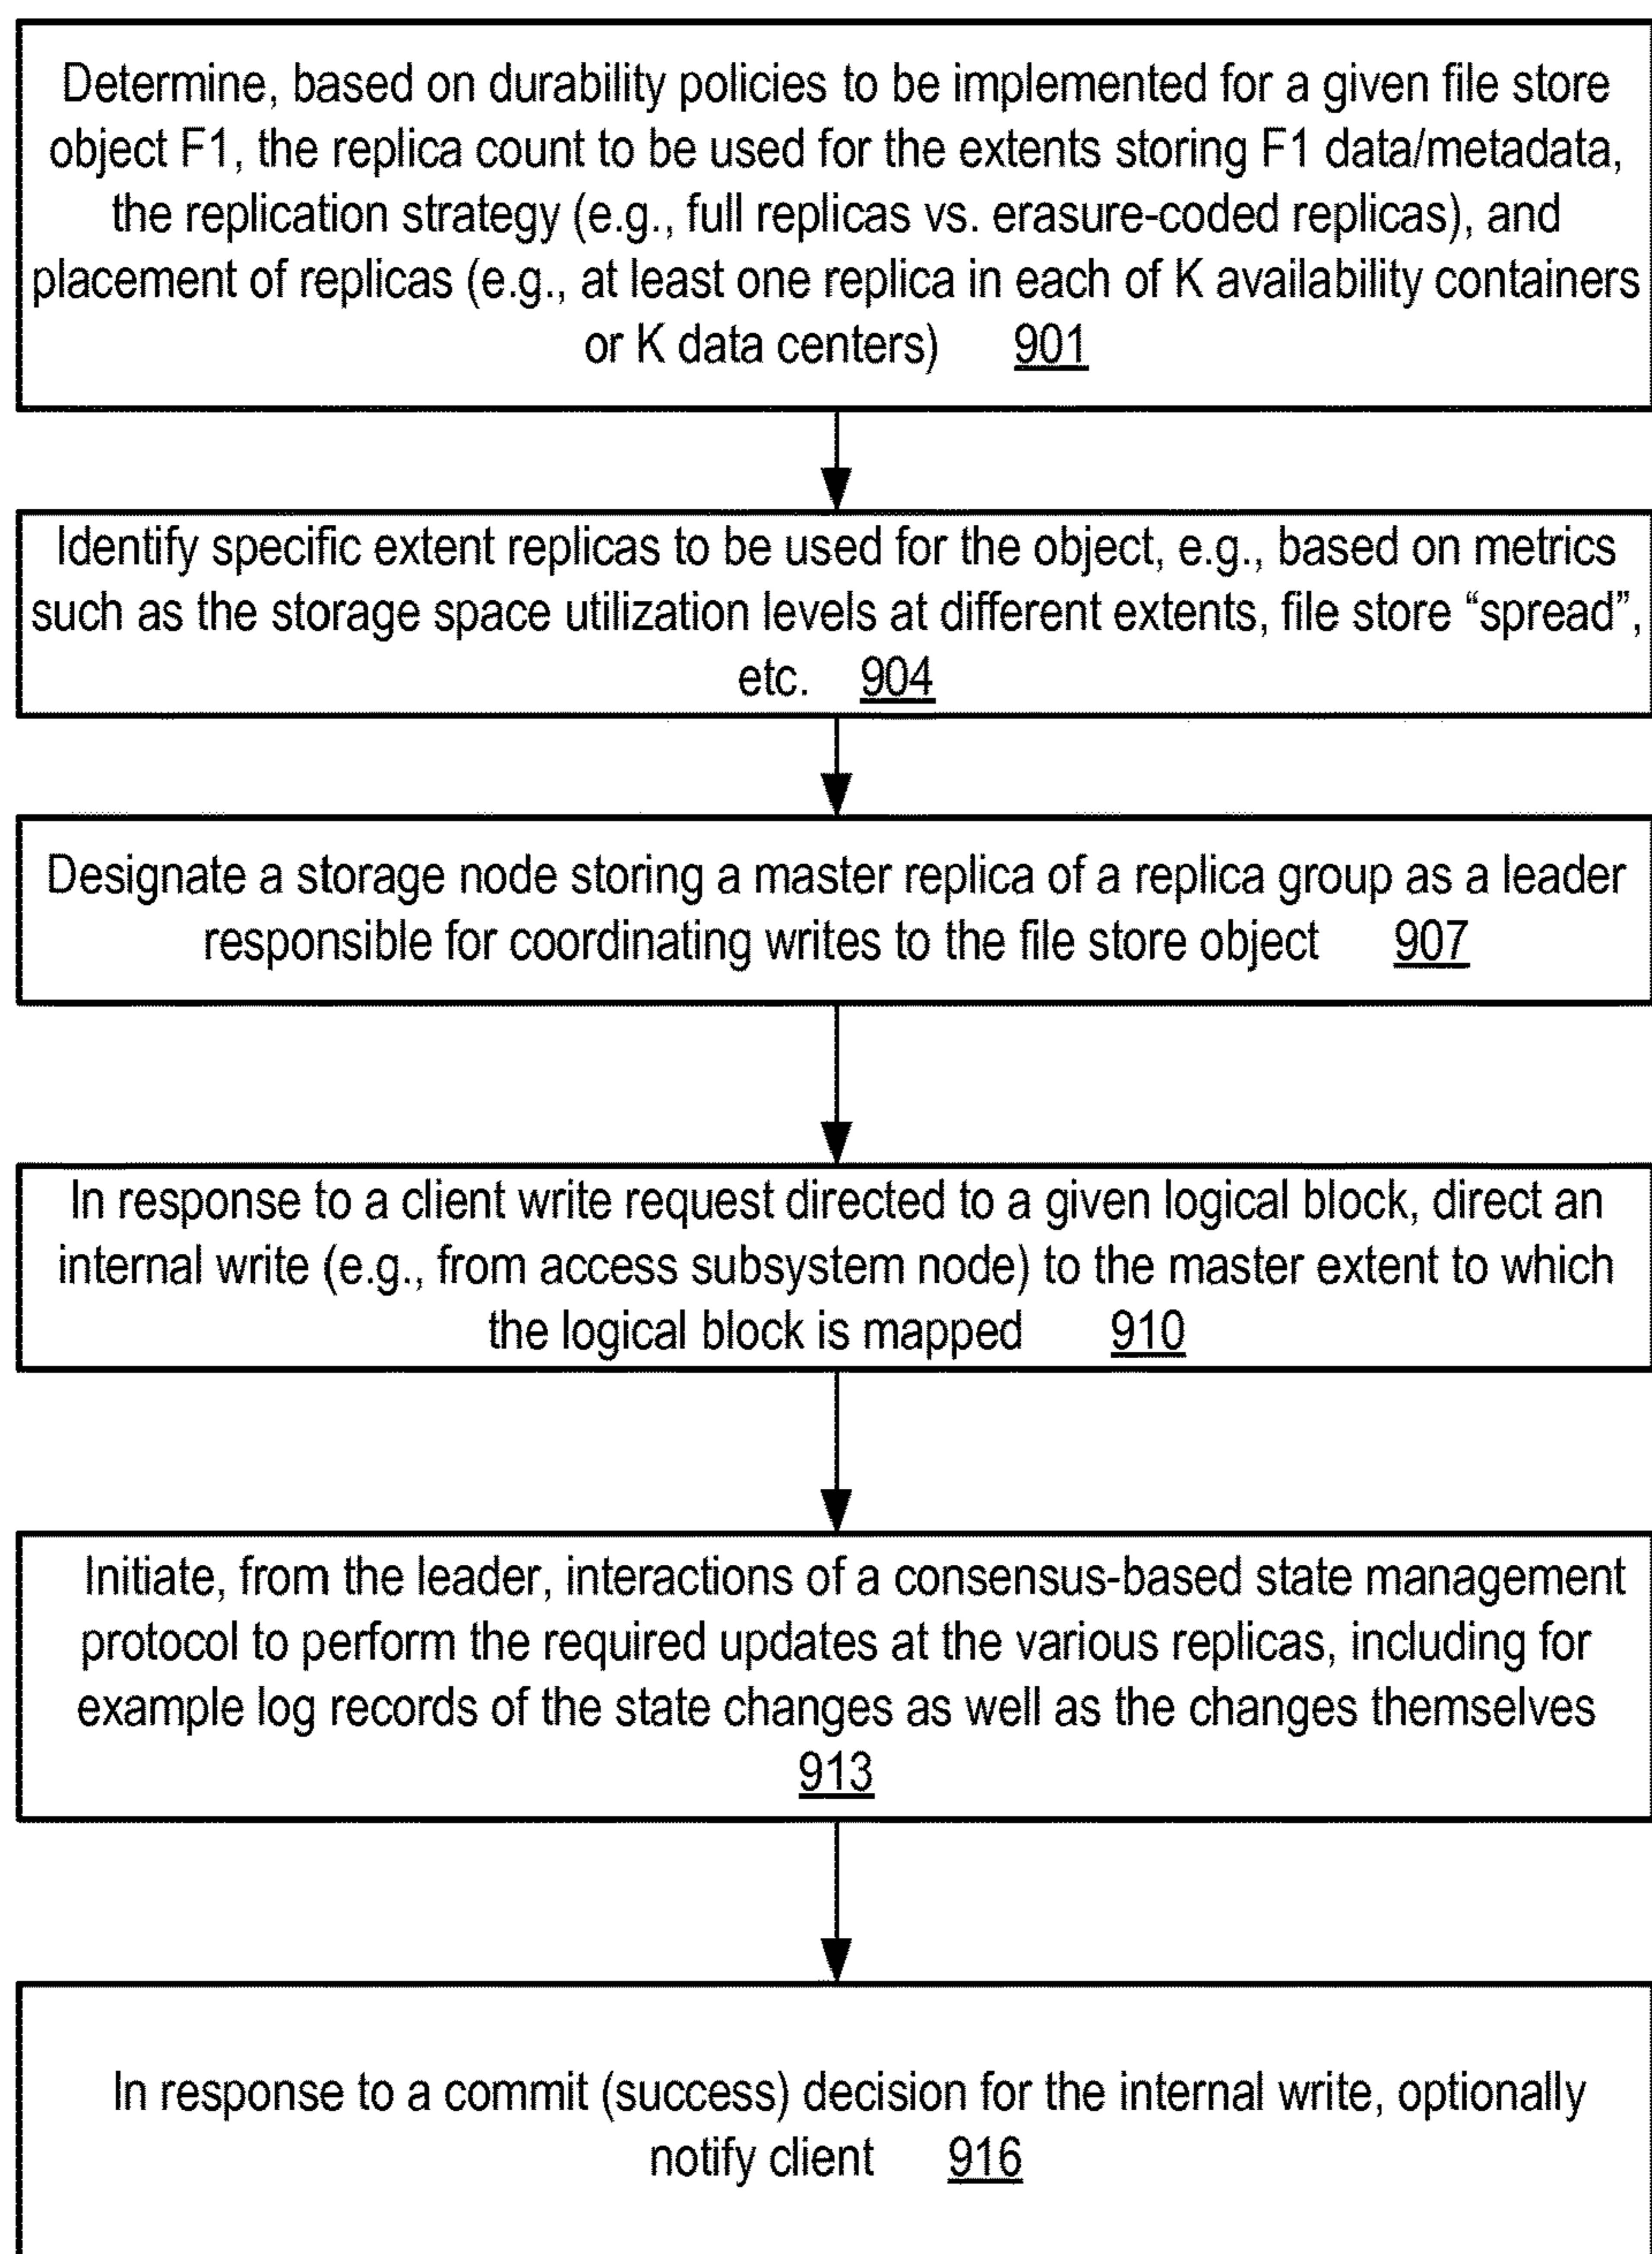 Determine, based on durability policies to be implemented for a given file store
object F1, the replica count to be used for the extents storing F1 data/metadata,
the replication strategy (e.g., full replicas vs. erasure-coded replicas), and
placement of replicas (e.g., at least one replica in each of K availability containers
or K data centers) 901
Identify specific extent replicas to be used for the object, e.g., based on metrics
such as the storage space utilization levels at different extents, file store “spread”,
etc. 904
Designate a storage node storing a master replica of a replica group as a leader
responsible for coordinating writes to the file store object 907
In response to a client write request directed to a given logical block, direct an
internal write (e.g., from access subsystem node) to the master extent to which
the logical block is mapped 910
Initiate, from the leader, interactions of a consensus-based state management
protocol to perform the required updates at the various replicas, including for
example log records of the state changes as well as the changes themselves
913
In response to a commit (success) decision for the internal write, optionally
notify client 916